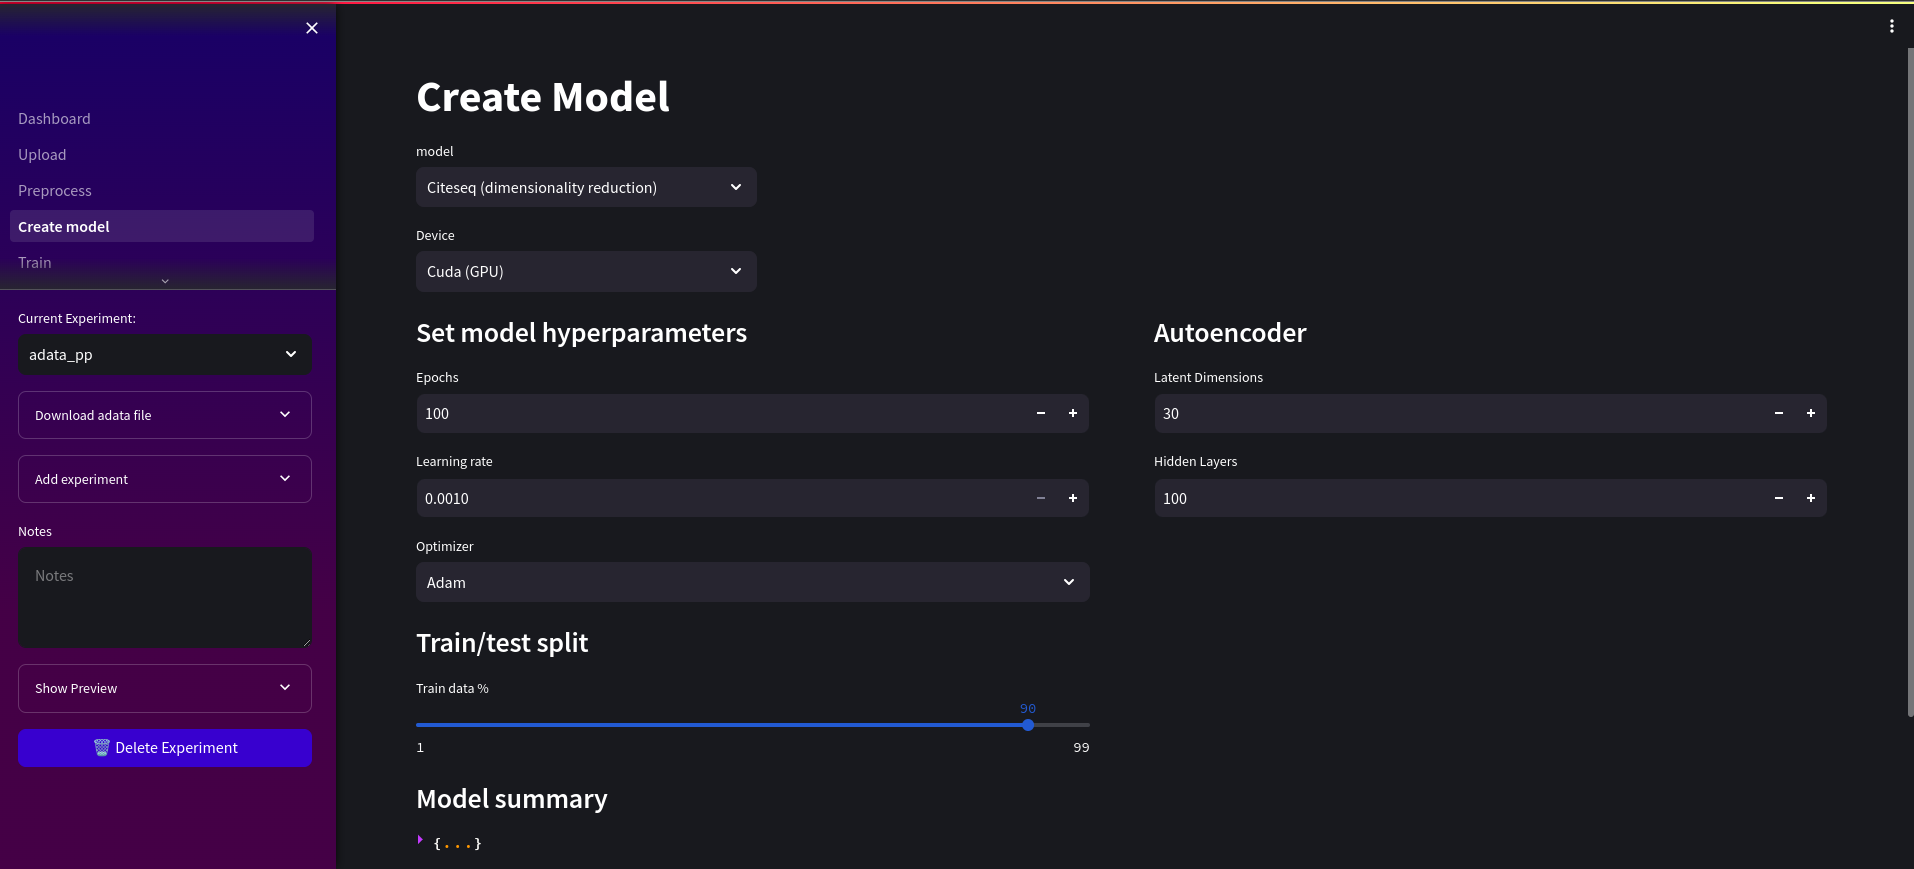 Dashboard
Upload
Preprocess
Create model
Train
Current Experiment:
adata_pp
Download adata file
Add experiment
Notes
Notes
Show Preview
Delete Experiment
Create Model
model
Citeseq (dimensionality reduction)
Device
Cuda (GPU)
Set model hyperparameters
Epochs
100
Learning rate
0.0010
Optimizer
Adam
Autoencoder
Latent Dimensions
30
Hidden Layers
100
Train/test split
Train data %
90
1 99
Model summary
{...}